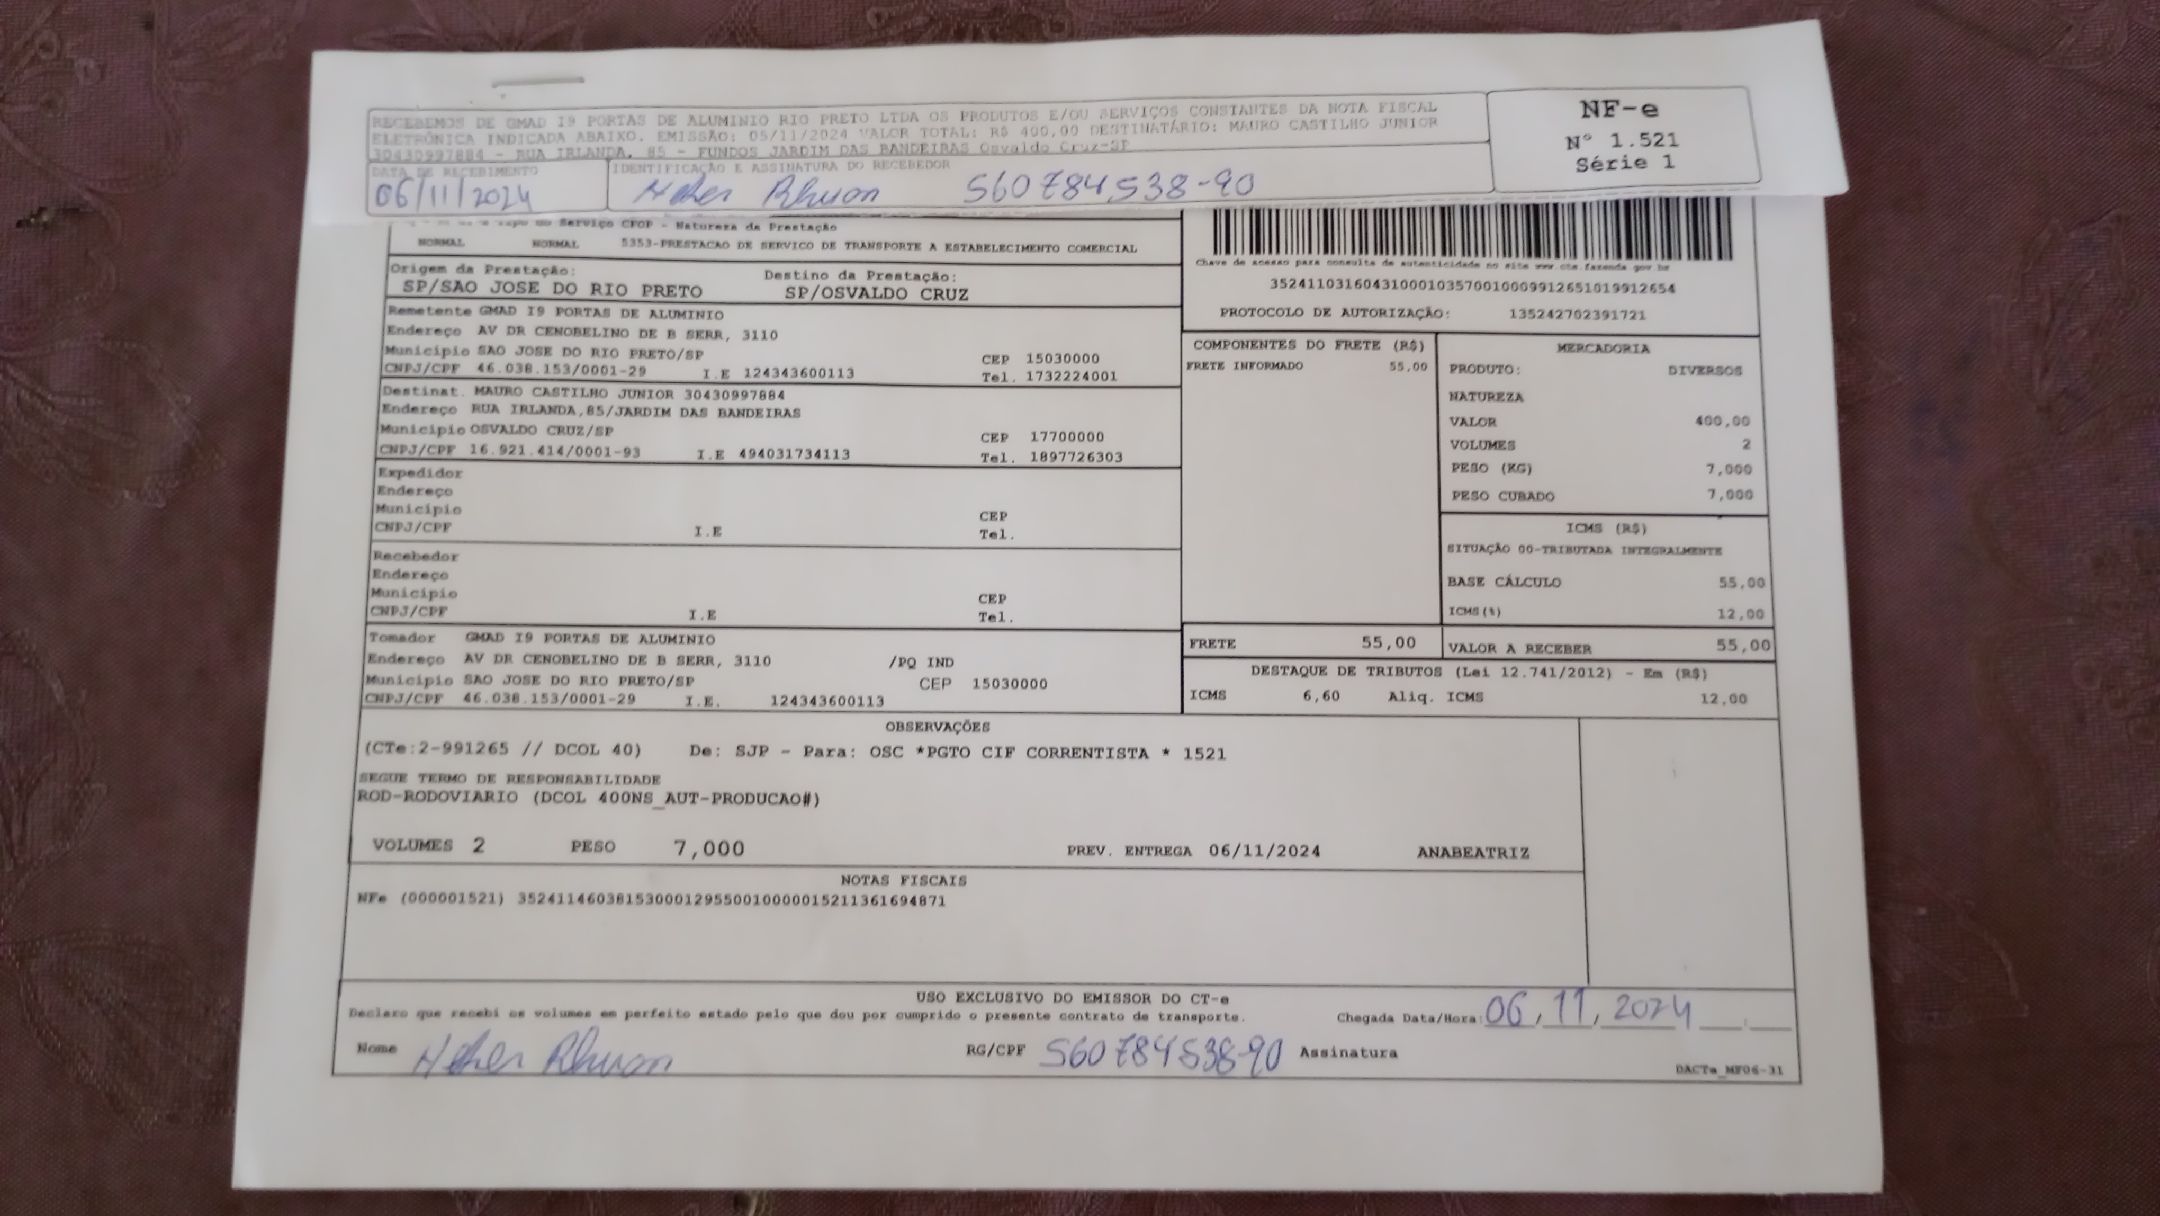 RECEBEMOS DE GMAD I9 PORTAS DE ALUMINIO RIO PRETO LTDA OS PRODUTOS E/OU SERVIÇOS CONSTANTES DA NOTA FISCAL
ELETRÔNICA INDICADA ABAIXO. EMISSÃO: 05/11/2024 VALOR TOTAL: R$ 400,00 DESTINATÁRIO: MAURO CASTILHO JUNIOR
30430997884 - RUA IRLANDA, 85 - FUNDOS JARDIM DAS BANDEIRAS Osvaldo Cruz-SP
NF-e
Nº 1.521
Série 1
DATA DE RECEBIMENTO
06/11/2024
IDENTIFICAÇÃO E ASSINATURA DO RECEBEDOR
560784538-90
do Serviço CFOP - Natureza da Prestação
NORMAL NORMAL 5353-PRESTACAO DE SERVICO DE TRANSPORTE A ESTABELECIMENTO COMERCIAL
Origem da Prestação: Destino da Prestação:
SP/SAO JOSE DO RIO PRETO SP/OSVALDO CRUZ
Chave de acesso para consulta de autenticidade no site www.cte.fazenda.gov.br
35241103160431000103570010009912651019912654
PROTOCOLO DE AUTORIZAÇÃO: 135242702391721
Remetente GMAD I9 PORTAS DE ALUMINIO
Endereço AV DR CENOBELINO DE B SERR, 3110
Município SAO JOSE DO RIO PRETO/SP CEP 15030000
CNPJ/CPF 46.038.153/0001-29 I.E 124343600113 Tel. 1732224001
Destinat. MAURO CASTILHO JUNIOR 30430997884
Endereço RUA IRLANDA,85/JARDIM DAS BANDEIRAS
Município OSVALDO CRUZ/SP CEP 17700000
CNPJ/CPF 16.921.414/0001-93 I.E 494031734113 Tel. 1897726303
Expedidor
Endereço
Município CEP
CNPJ/CPF I.E Tel.
Recebedor
Endereço
Município CEP
CNPJ/CPF I.E Tel.
Tomador GMAD I9 PORTAS DE ALUMINIO
Endereço AV DR CENOBELINO DE B SERR, 3110 /PQ IND
Município SAO JOSE DO RIO PRETO/SP CEP 15030000
CNPJ/CPF 46.038.153/0001-29 I.E. 124343600113
COMPONENTES DO FRETE (R$)
FRETE INFORMADO 55,00
MERCADORIA
PRODUTO: DIVERSOS
NATUREZA
VALOR 400,00
VOLUMES 2
PESO (KG) 7,000
PESO CUBADO 7,000
ICMS (R$)
SITUAÇÃO 00-TRIBUTADA INTEGRALMENTE
BASE CÁLCULO 55,00
ICMS(%) 12,00
FRETE 55,00 VALOR A RECEBER 55,00
DESTAQUE DE TRIBUTOS (Lei 12.741/2012) - Em (R$)
ICMS 6,60 Aliq. ICMS 12,00
OBSERVAÇÕES
(CTe:2-991265 // DCOL 40) De: SJP - Para: OSC *PGTO CIF CORRENTISTA * 1521
SEGUE TERMO DE RESPONSABILIDADE
ROD-RODOVIARIO (DCOL 400NS_AUT-PRODUCAO#)
VOLUMES 2 PESO 7,000 PREV. ENTREGA 06/11/2024 ANABEATRIZ
NOTAS FISCAIS
NFe (000001521) 35241146038153000129550010000015211361694871
USO EXCLUSIVO DO EMISSOR DO CT-e
Declaro que recebi os volumes em perfeito estado pelo que dou por cumprido o presente contrato de transporte. Chegada Data/Hora: 06, 11, 2024
Nome RG/CPF 560784538-90 Assinatura
DACTe_MF06-31